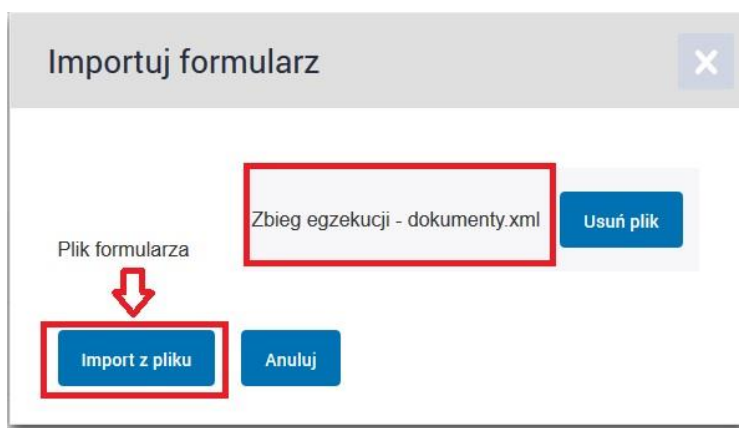 Importuj formularz
Zbieg egzekucji - dokumenty.xml
Usuń plik
Plik formularza
Import z pliku
Anuluj